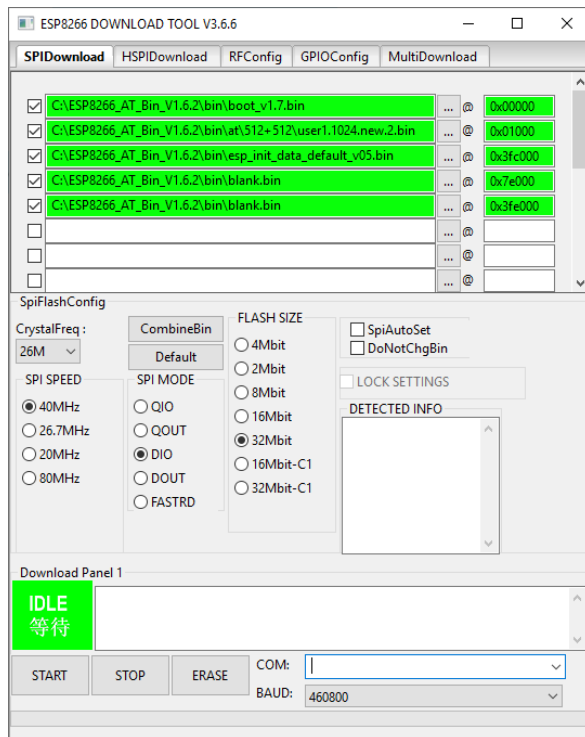 ESP8266 DOWNLOAD TOOL V3.6.6
SPIDownload HSPIDownload RFConfig GPIOConfig MultiDownload
C:\ESP8266_AT_Bin_V1.6.2\bin\boot_v1.7.bin ... @ 0x00000
C:\ESP8266_AT_Bin_V1.6.2\bin\at\512+512\user1.1024.new.2.bin ... @ 0x01000
C:\ESP8266_AT_Bin_V1.6.2\bin\esp_init_data_default_v05.bin ... @ 0x3fc000
C:\ESP8266_AT_Bin_V1.6.2\bin\blank.bin ... @ 0x7e000
C:\ESP8266_AT_Bin_V1.6.2\bin\blank.bin ... @ 0x3fe000
... @
... @
... @
SpiFlashConfig
CrystalFreq :
26M
CombineBin
Default
SPI SPEED
40MHz
26.7MHz
20MHz
80MHz
SPI MODE
QIO
QOUT
DIO
DOUT
FASTRD
FLASH SIZE
4Mbit
2Mbit
8Mbit
16Mbit
32Mbit
16Mbit-C1
32Mbit-C1
SpiAutoSet
DoNotChgBin
LOCK SETTINGS
DETECTED INFO
Download Panel 1
IDLE
等待
START STOP ERASE
COM:
BAUD: 460800